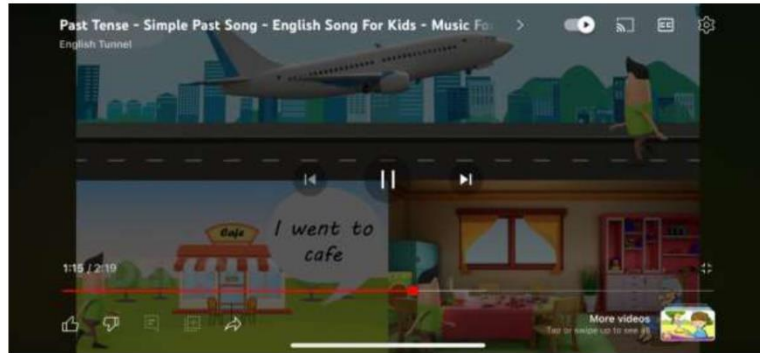 Past Tense - Simple Past Song - English Song For Kids - Music Fo
English Tunnel
CC
Cafe
I went to
cafe
1:15 / 2:19
More videos
Tap or swipe up to see all